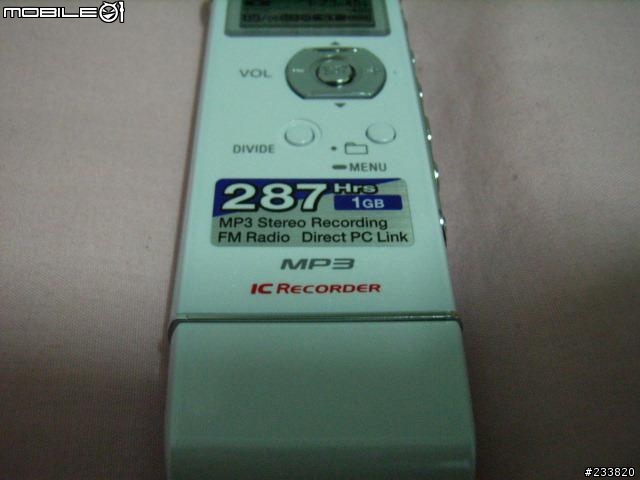 MOBILE01
VOL
DIVIDE
MENU
287 Hrs
1GB
MP3 Stereo Recording
FM Radio Direct PC Link
MP3
IC RECORDER
#233820